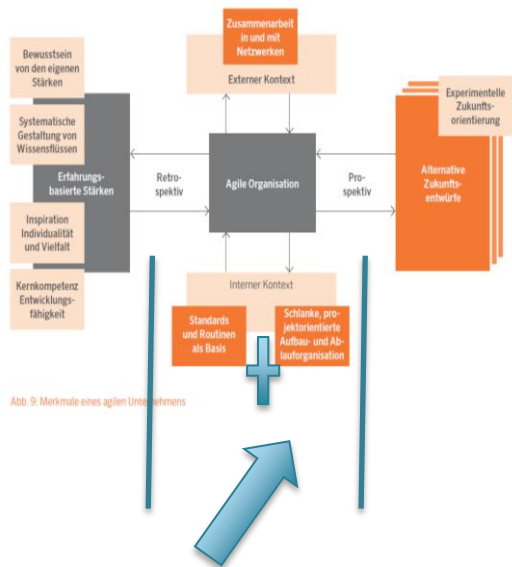 Zusammenarbeit
in und mit
Netzwerken
Externer Kontext
Bewusstsein
von den eigenen
Stärken
Systematische
Gestaltung von
Wissensflüssen
Erfahrungs-
basierte Stärken
Inspiration
Individualität
und Vielfalt
Kernkompetenz
Entwicklungs-
fähigkeit
Retro-
spektiv
Agile Organisation
Pro-
spektiv
Experimentelle
Zukunfts-
orientierung
Alternative
Zukunfts-
entwürfe
Interner Kontext
Standards
und Routinen
als Basis
Schlanke, pro-
jektorientierte
Aufbau- und Ab-
lauforganisation
Abb. 9: Merkmale eines agilen Unternehmens